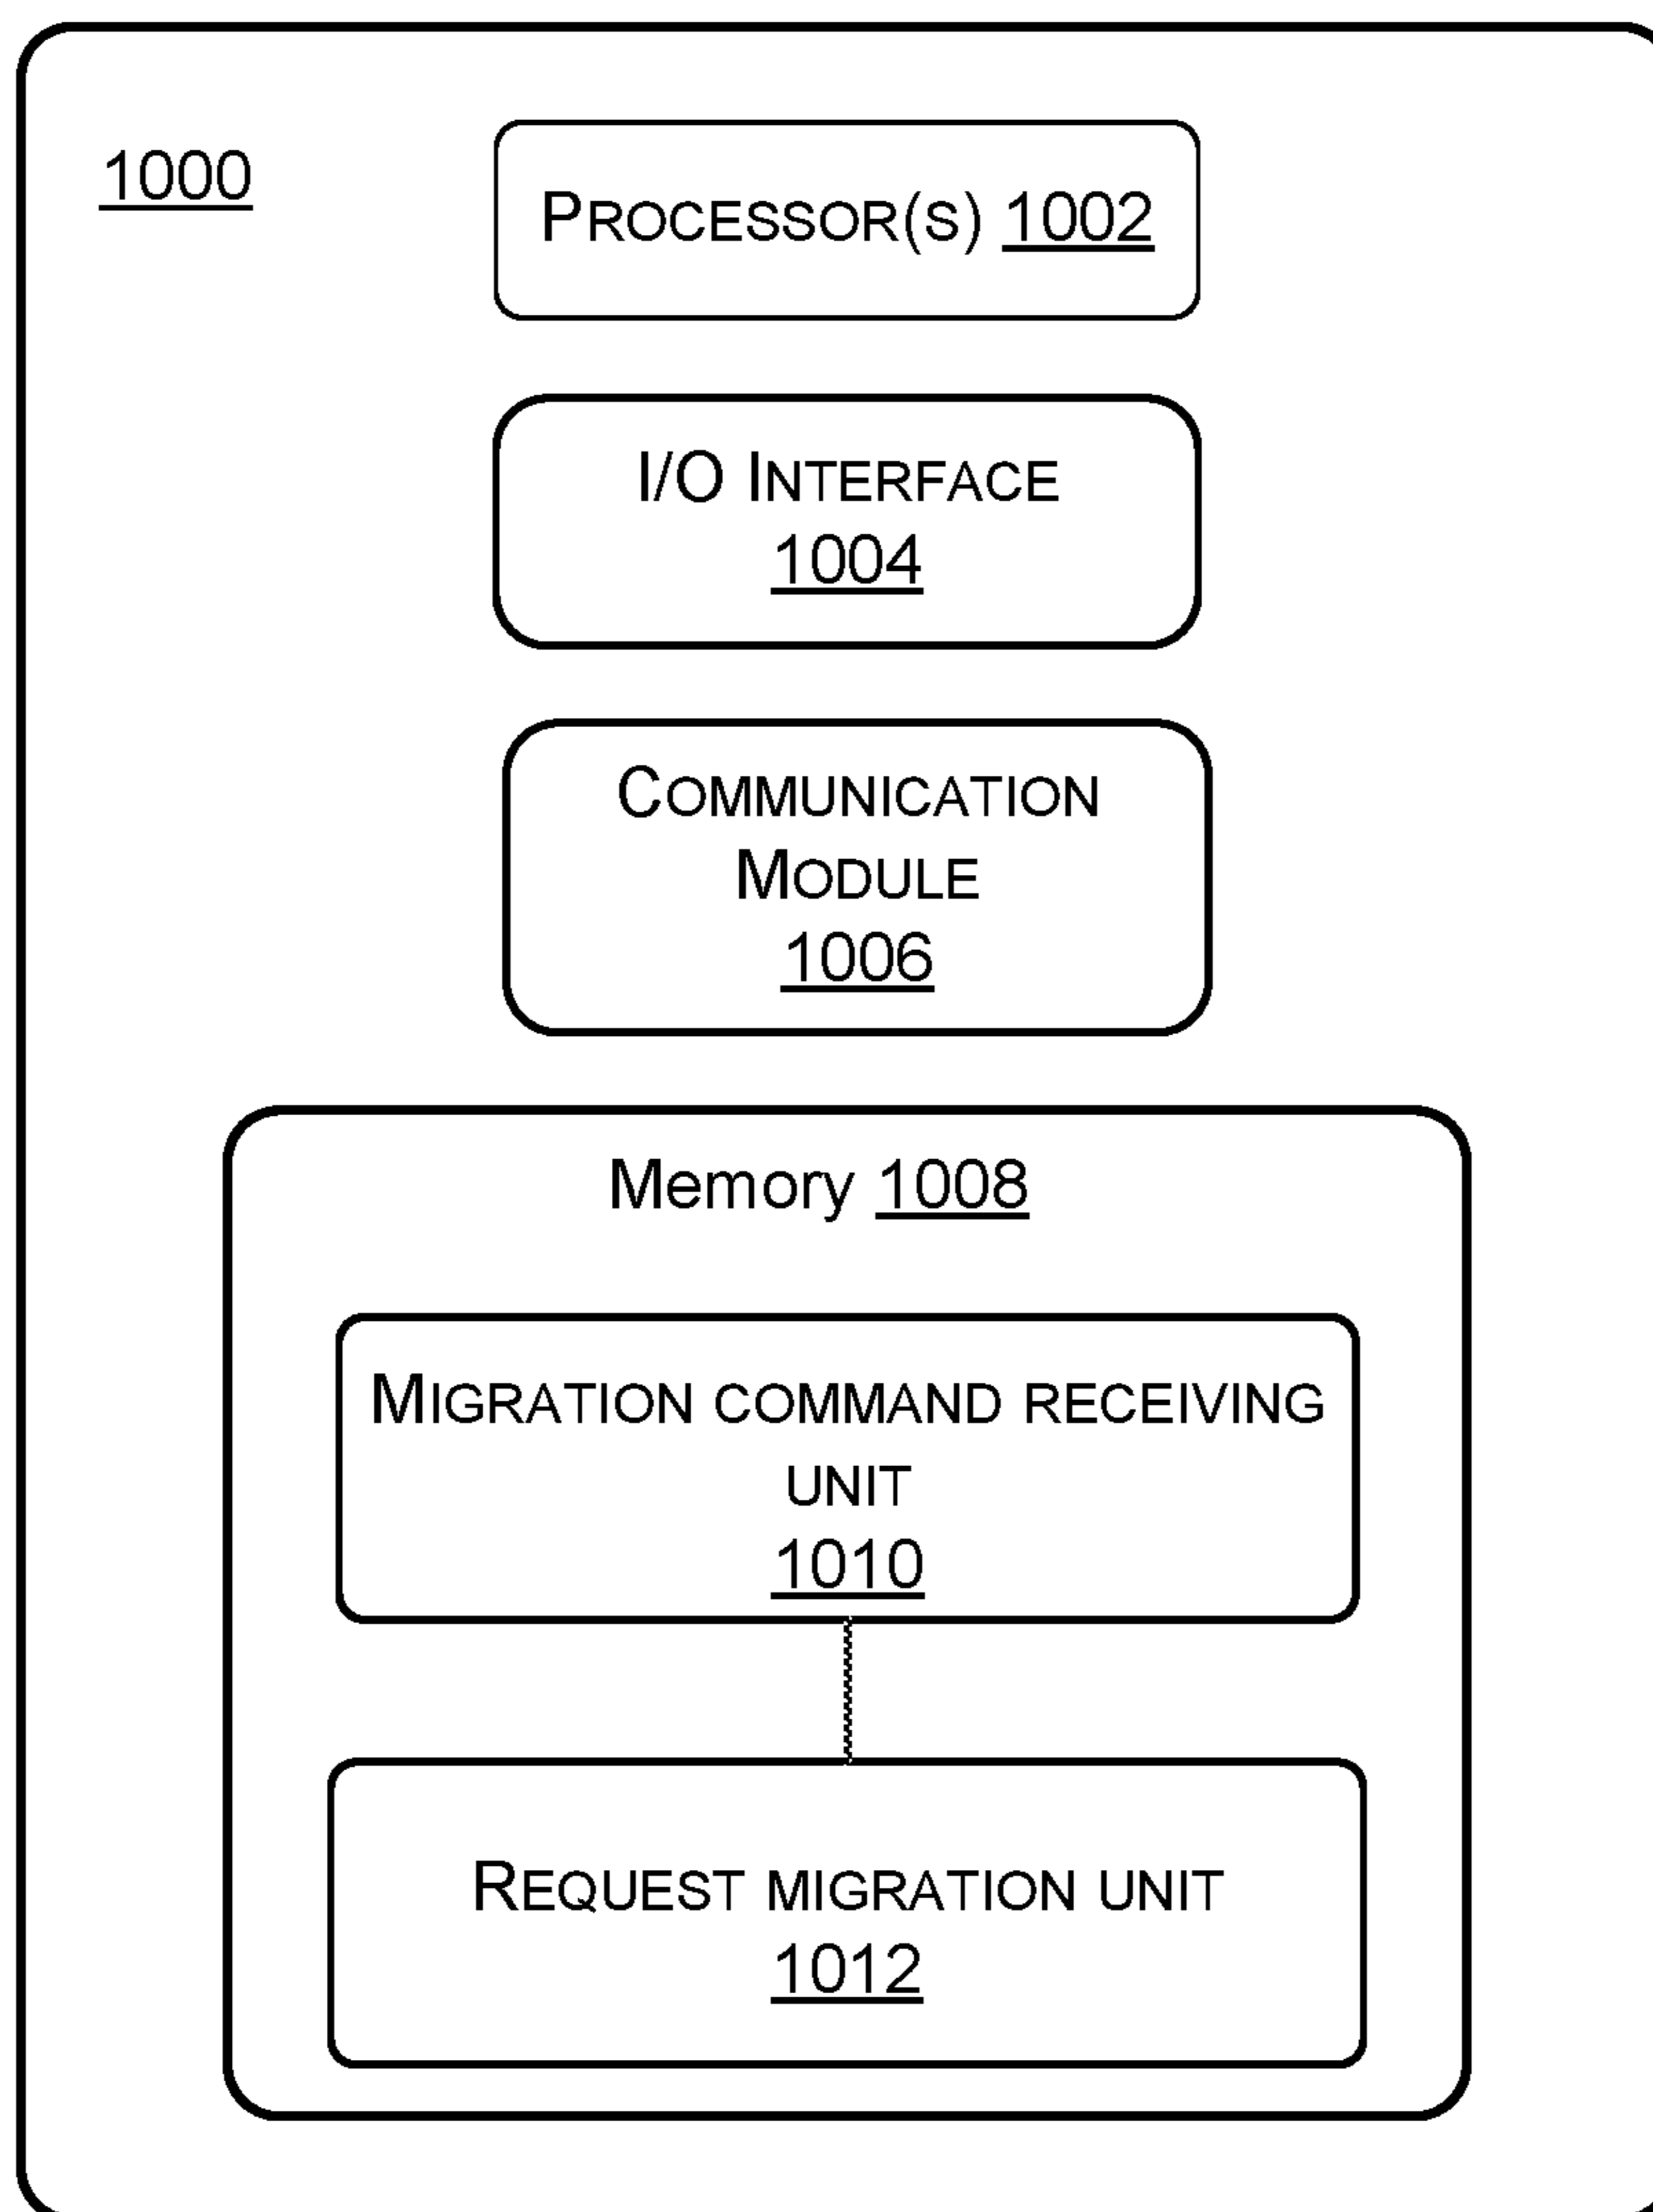 1000
PROCESSOR(S) 1002
I/O INTERFACE
1004
COMMUNICATION
MODULE
1006
Memory 1008
MIGRATION COMMAND RECEIVING
UNIT
1010
REQUEST MIGRATION UNIT
1012